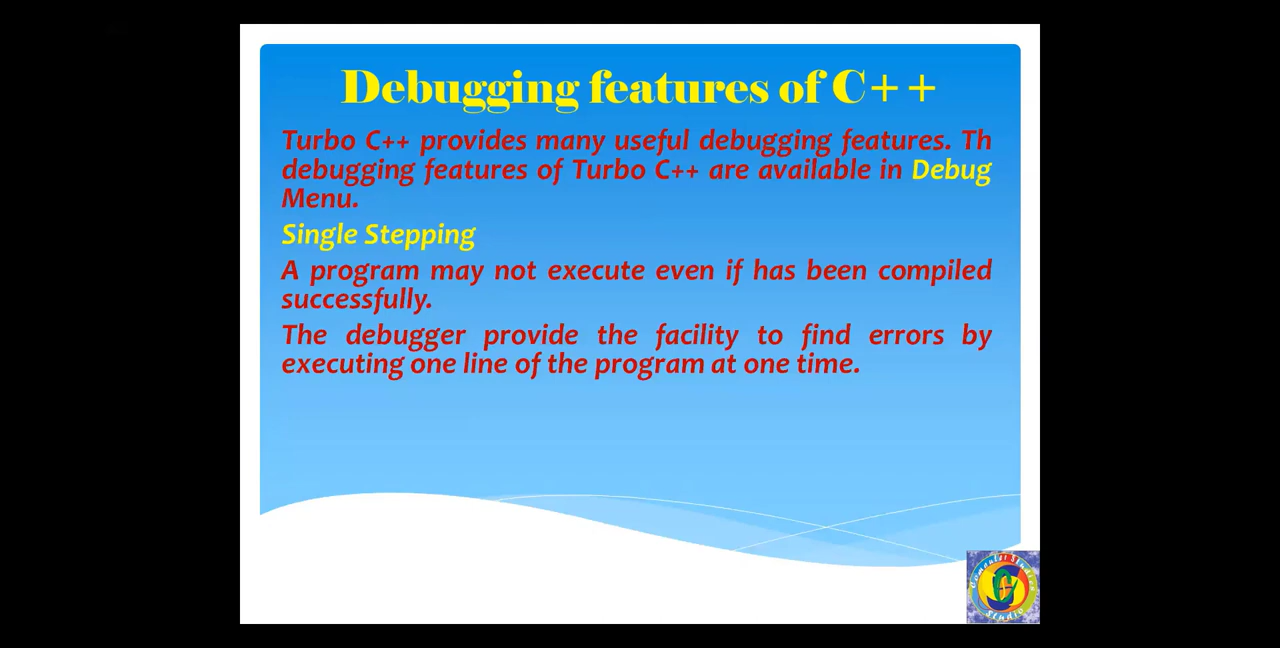 Debugging features of C++
Turbo C++ provides many useful debugging features. Th
debugging features of Turbo C++ are available in Debug
Menu.
Single Stepping
A program may not execute even if has been compiled
successfully.
The debugger provide the facility to find errors by
executing one line of the program at one time.
Studio